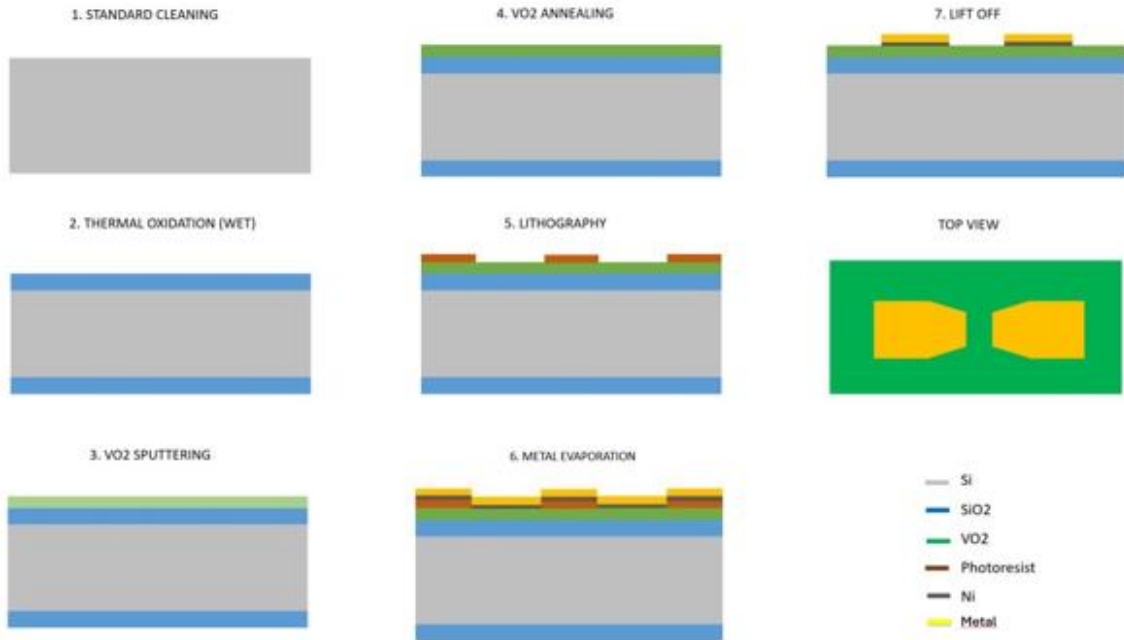 1. STANDARD CLEANING
2. THERMAL OXIDATION (WET)
3. VO2 SPUTTERING
4. VO2 ANNEALING
5. LITHOGRAPHY
6. METAL EVAPORATION
7. LIFT OFF
TOP VIEW
Si
SiO2
VO2
Photoresist
Ni
Metal